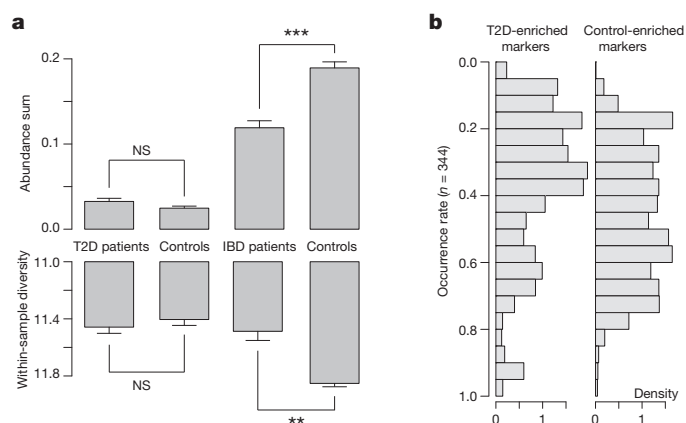 a
***
0.2
0.1
0.0
Abundance sum
NS
T2D patients Controls IBD patients Controls
11.0
11.4
11.8
Within-sample diversity
NS
**
b
T2D-enriched
markers
Control-enriched
markers
0.0
0.2
0.4
0.6
0.8
1.0
Occurrence rate (n = 344)
Density
0 1 0 1